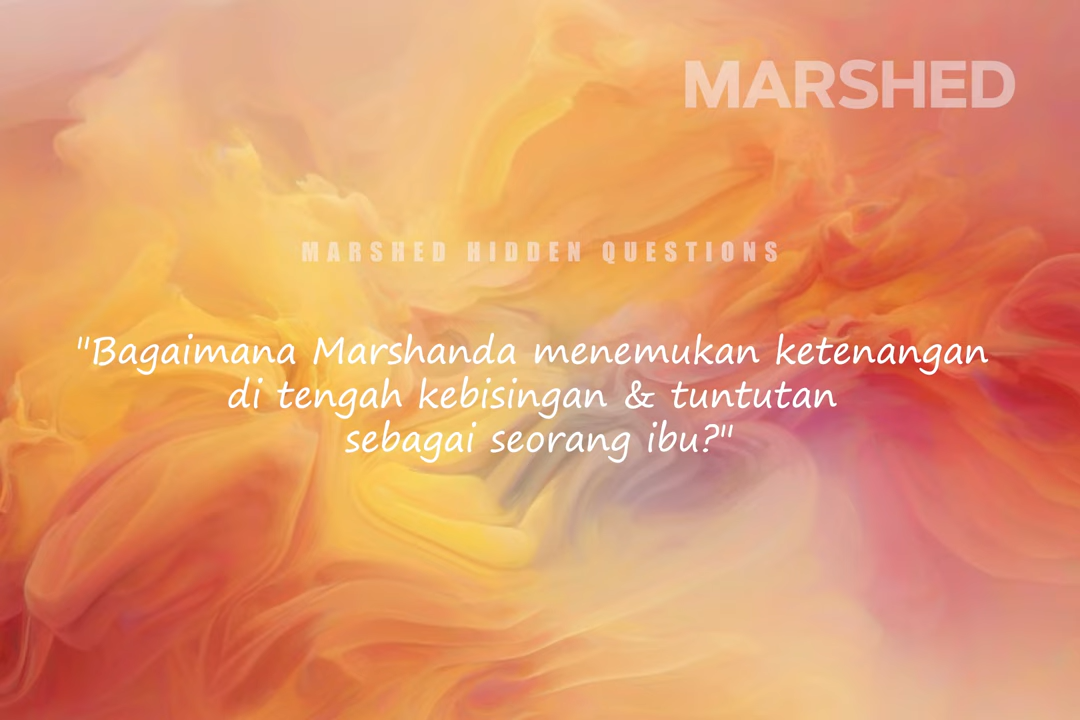 MARSHED
MARSHED HIDDEN QUESTIONS
"Bagaimana Marshanda menemukan ketenangan
di tengah kebisingan & tuntutan
sebagai seorang ibu?"